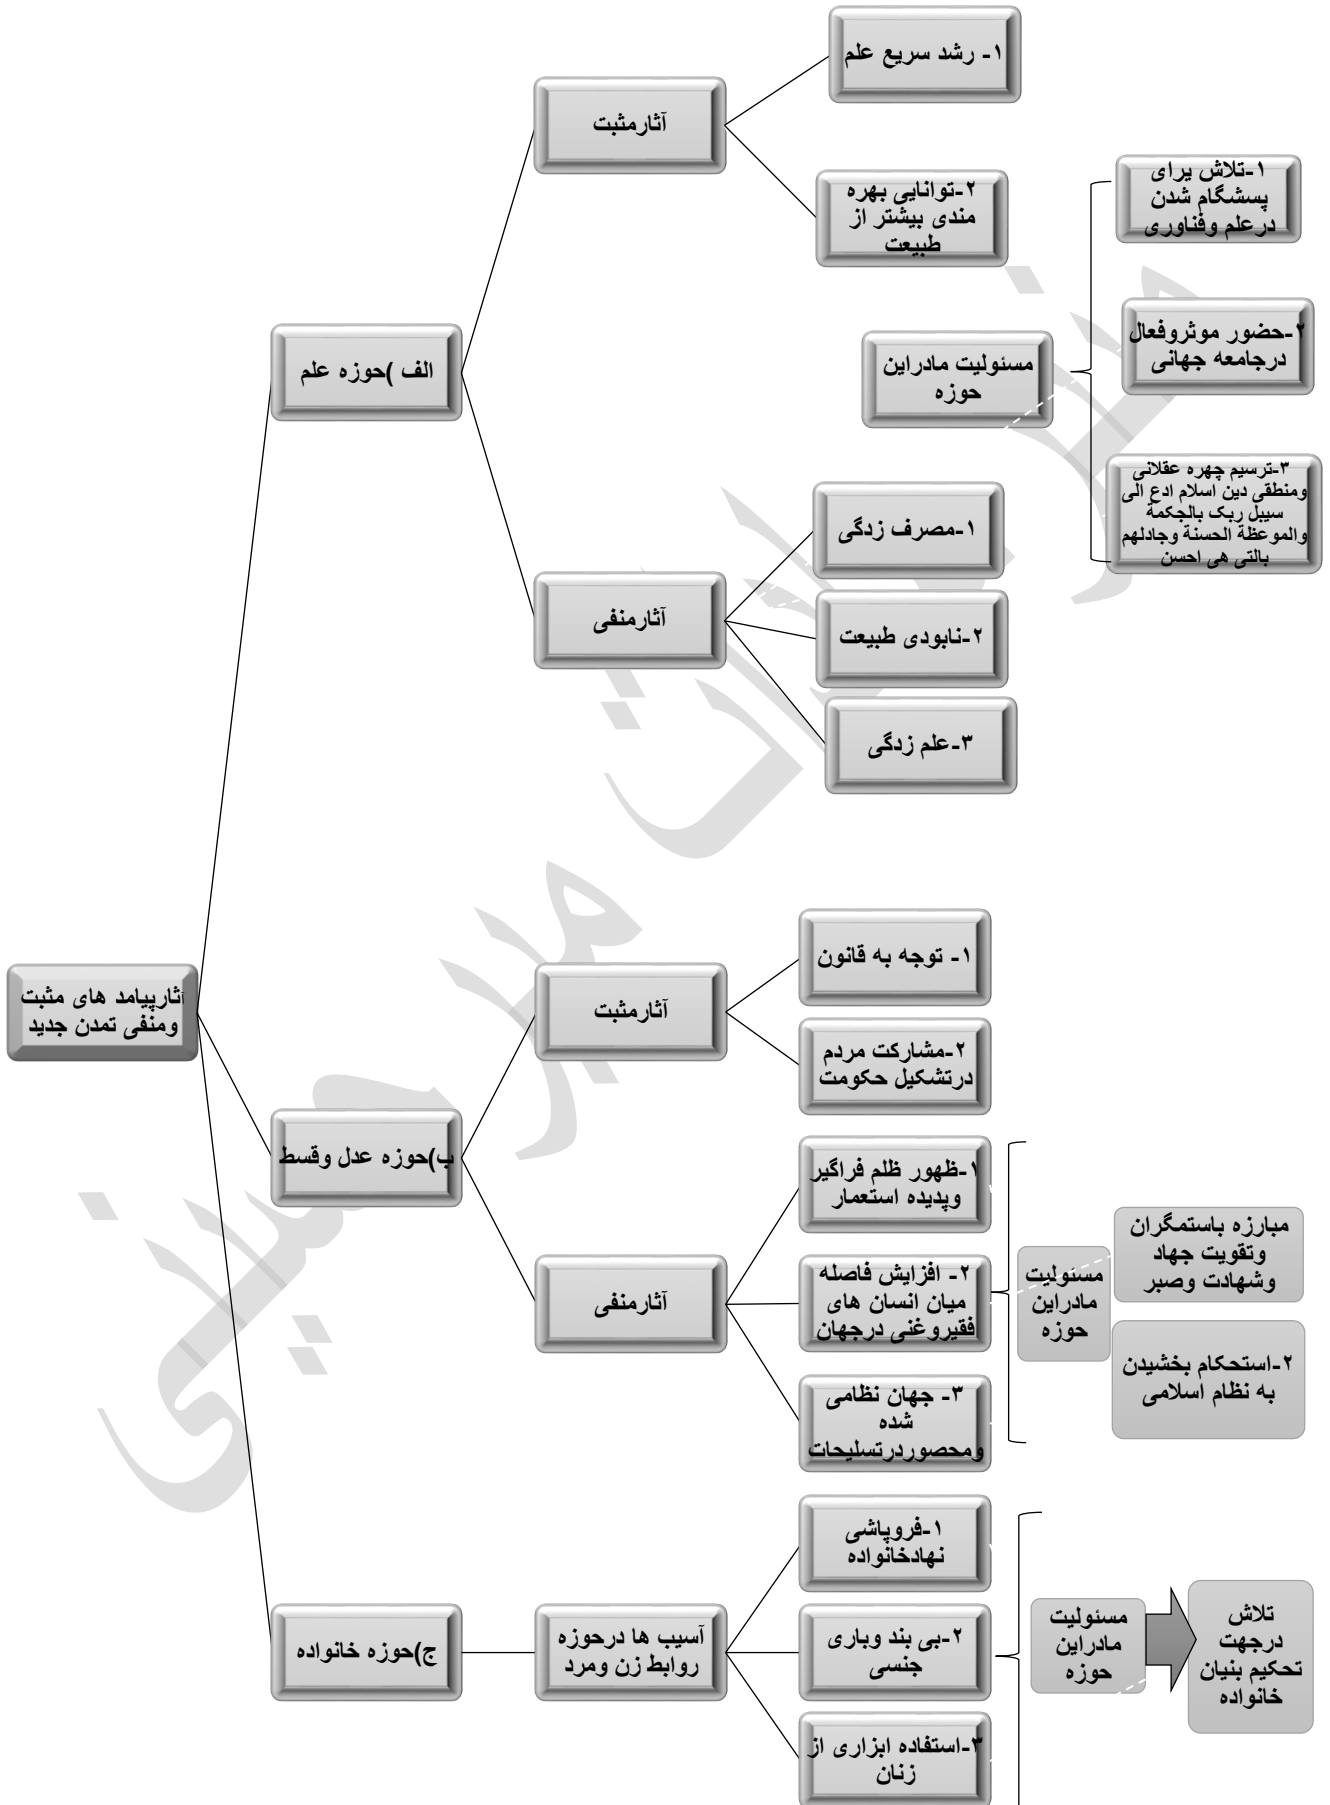 آثارپیامد های مثبت
ومنفی تمدن جدید
الف )حوزه علم
آثارمثبت
۱- رشد سریع علم
۲-توانایی بهره
مندی بیشتر از
طبیعت
آثارمنفی
۱-مصرف زدگی
۲-نابودی طبیعت
۳-علم زدگی
مسئولیت مادراین
حوزه
۱-تلاش یرای
پسشگام شدن
درعلم وفناوری
۲-حضور موثروفعال
درجامعه جهانی
۳-ترسیم چهره عقلانی
ومنطقی دین اسلام ادع الی
سبیل ربک بالجکمة
والموعظة الحسنة وجادلهم
بالتی هی احسن
ب)حوزه عدل وقسط
آثارمثبت
۱- توجه به قانون
۲-مشارکت مردم
درتشکیل حکومت
آثارمنفی
۱-ظهور ظلم فراگیر
وپدیده استعمار
۲- افزایش فاصله
میان انسان های
فقیروغنی درجهان
۳- جهان نظامی
شده
ومحصوردرتسلیحات
مسئولیت
مادراین
حوزه
مبارزه باستمگران
وتقویت جهاد
وشهادت وصبر
۲-استحکام بخشیدن
به نظام اسلامی
ج)حوزه خانواده
آسیب ها درحوزه
روابط زن ومرد
۱-فروپاشی
نهادخانواده
۲-بی بند وباری
جنسی
۳-استفاده ابزاری از
زنان
مسئولیت
مادراین
حوزه
تلاش
درجهت
تحکیم بنیان
خانواده